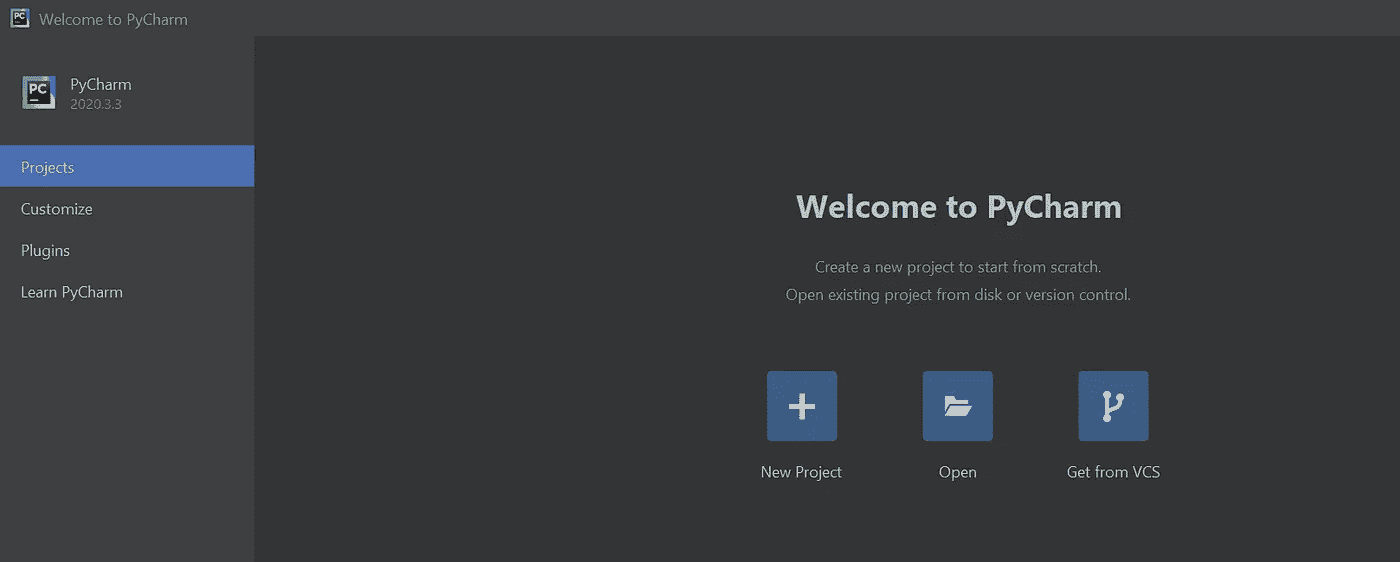 Welcome to PyCharm
PC
PyCharm
2020.3.3
Projects
Customize
Plugins
Learn PyCharm
Welcome to PyCharm
Create a new project to start from scratch.
Open existing project from disk or version control.
New Project
Open
Get from VCS